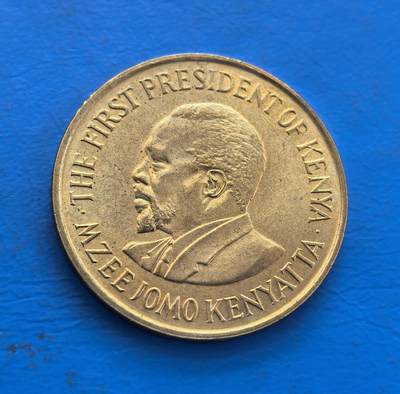 · THE FIRST PRESIDENT OF KENYA ·
MZEE JOMO KENYATTA